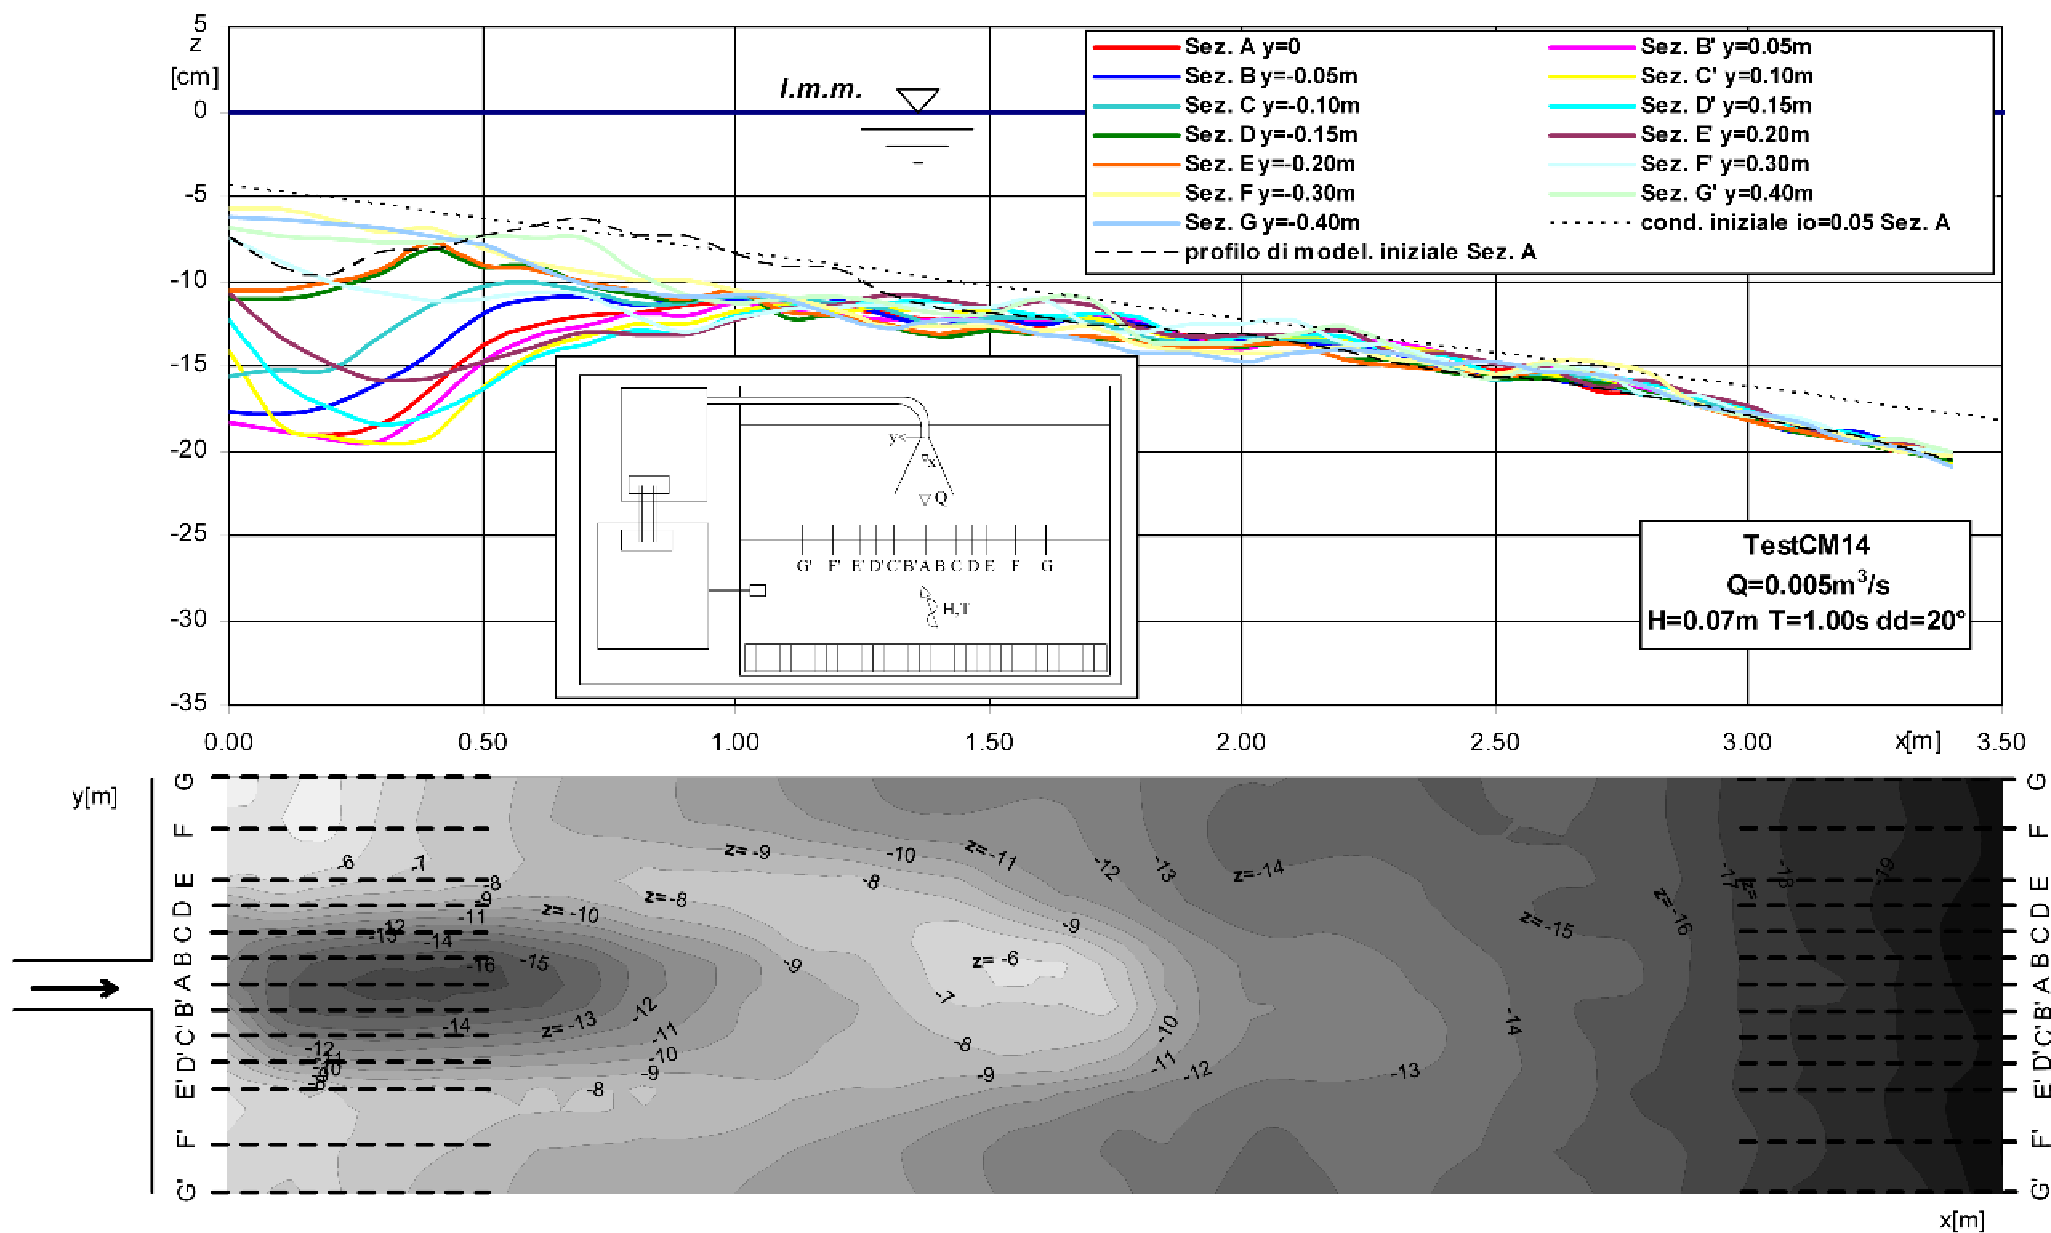 5
z
[cm]
0
-5
-10
-15
-20
-25
-30
-35
l.m.m.
Sez. A y=0
Sez. B' y=0.05m
Sez. B y=-0.05m
Sez. C' y=0.10m
Sez. C y=-0.10m
Sez. D' y=0.15m
Sez. D y=-0.15m
Sez. E' y=0.20m
Sez. E y=-0.20m
Sez. F' y=0.30m
Sez. F y=-0.30m
Sez. G' y=0.40m
Sez. G y=-0.40m
cond. iniziale io=0.05 Sez. A
profilo di model. iniziale Sez. A
y
x
Q
G' F' E' D' C' B' A B C D E F G
H,T
TestCM14
Q=0.005m³/s
H=0.07m T=1.00s dd=20°
0.00 0.50 1.00 1.50 2.00 2.50 3.00 x[m] 3.50
y[m]
G F E D C B A B' C' D' E' F' G'
-6 -7 -8 -9 -11 -12 -13 -14 -16 -15
z= -9 -10 z= -11 -12 -13 z= -14
z= -8 -8 z= -10 -9 -9
z= -6 -7 -8 -9
z= -15 z= -16 -17 z= -18 -19
-14 z= -13 -12 -11 -10 -9 -8
-12 -11 -10 -9 -8
-10 -11 -12 -13 -14
G F E D C B A B' C' D' E' F' G'
x[m]